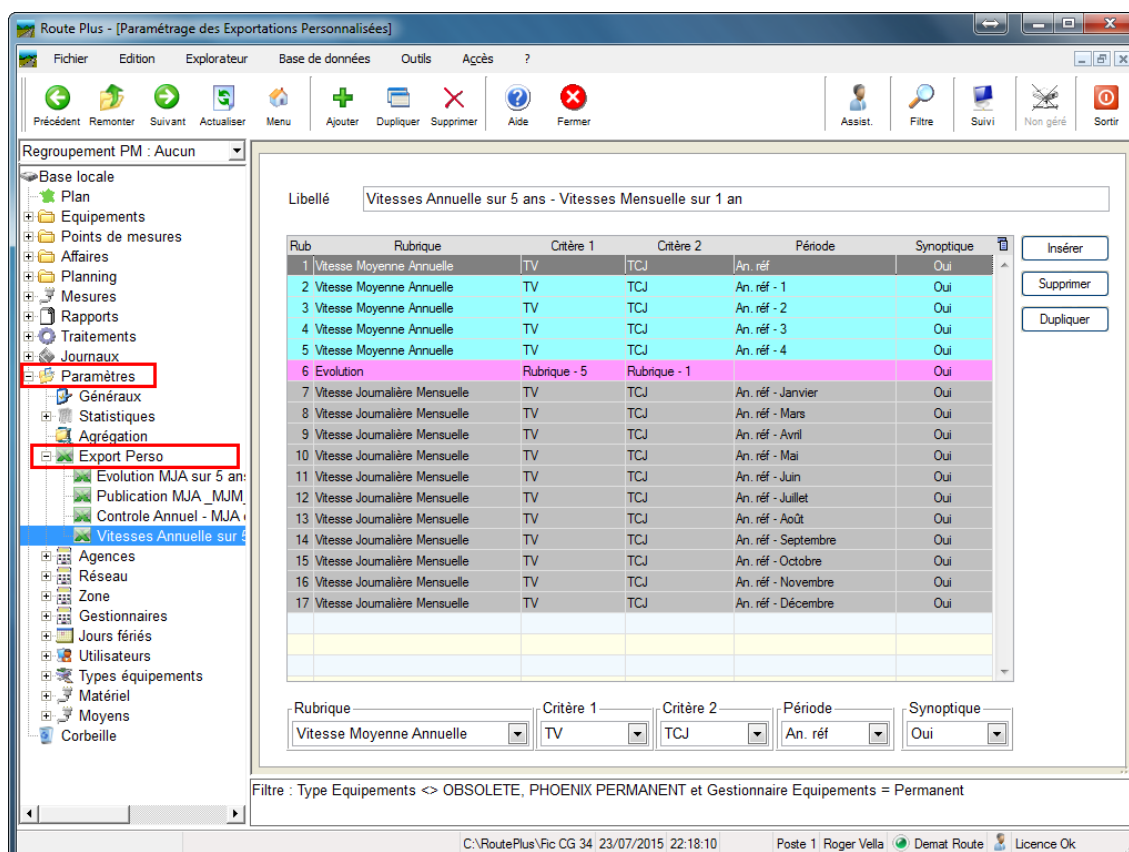 Route Plus - [Paramétrage des Exportations Personnalisées]
Fichier Edition Explorateur Base de données Outils Accès ?
Précédent Remonter Suivant Actualiser Menu Ajouter Dupliquer Supprimer Aide Fermer Assist. Filtre Suivi Non géré Sortir
Regroupement PM : Aucun
Base locale
Plan
Equipements
Points de mesures
Affaires
Planning
Mesures
Rapports
Traitements
Journaux
Paramètres
Généraux
Statistiques
Agrégation
Export Perso
Evolution MJA sur 5 ans
Publication MJA _MJM_
Controle Annuel - MJA
Vitesses Annuelle sur 5
Agences
Réseau
Zone
Gestionnaires
Jours fériés
Utilisateurs
Types équipements
Matériel
Moyens
Corbeille
Libellé Vitesses Annuelle sur 5 ans - Vitesses Mensuelle sur 1 an
Rub Rubrique Critère 1 Critère 2 Période Synoptique
1 Vitesse Moyenne Annuelle TV TCJ An. réf Oui
2 Vitesse Moyenne Annuelle TV TCJ An. réf - 1 Oui
3 Vitesse Moyenne Annuelle TV TCJ An. réf - 2 Oui
4 Vitesse Moyenne Annuelle TV TCJ An. réf - 3 Oui
5 Vitesse Moyenne Annuelle TV TCJ An. réf - 4 Oui
6 Evolution Rubrique - 5 Rubrique - 1 Oui
7 Vitesse Journalière Mensuelle TV TCJ An. réf - Janvier Oui
8 Vitesse Journalière Mensuelle TV TCJ An. réf - Mars Oui
9 Vitesse Journalière Mensuelle TV TCJ An. réf - Avril Oui
10 Vitesse Journalière Mensuelle TV TCJ An. réf - Mai Oui
11 Vitesse Journalière Mensuelle TV TCJ An. réf - Juin Oui
12 Vitesse Journalière Mensuelle TV TCJ An. réf - Juillet Oui
13 Vitesse Journalière Mensuelle TV TCJ An. réf - Août Oui
14 Vitesse Journalière Mensuelle TV TCJ An. réf - Septembre Oui
15 Vitesse Journalière Mensuelle TV TCJ An. réf - Octobre Oui
16 Vitesse Journalière Mensuelle TV TCJ An. réf - Novembre Oui
17 Vitesse Journalière Mensuelle TV TCJ An. réf - Décembre Oui
Insérer
Supprimer
Dupliquer
Rubrique Critère 1 Critère 2 Période Synoptique
Vitesse Moyenne Annuelle TV TCJ An. réf Oui
Filtre : Type Equipements <> OBSOLETE, PHOENIX PERMANENT et Gestionnaire Equipements = Permanent
C:\RoutePlus\Fic CG 34 23/07/2015 22:18:10 Poste 1 Roger Vella Demat Route Licence Ok